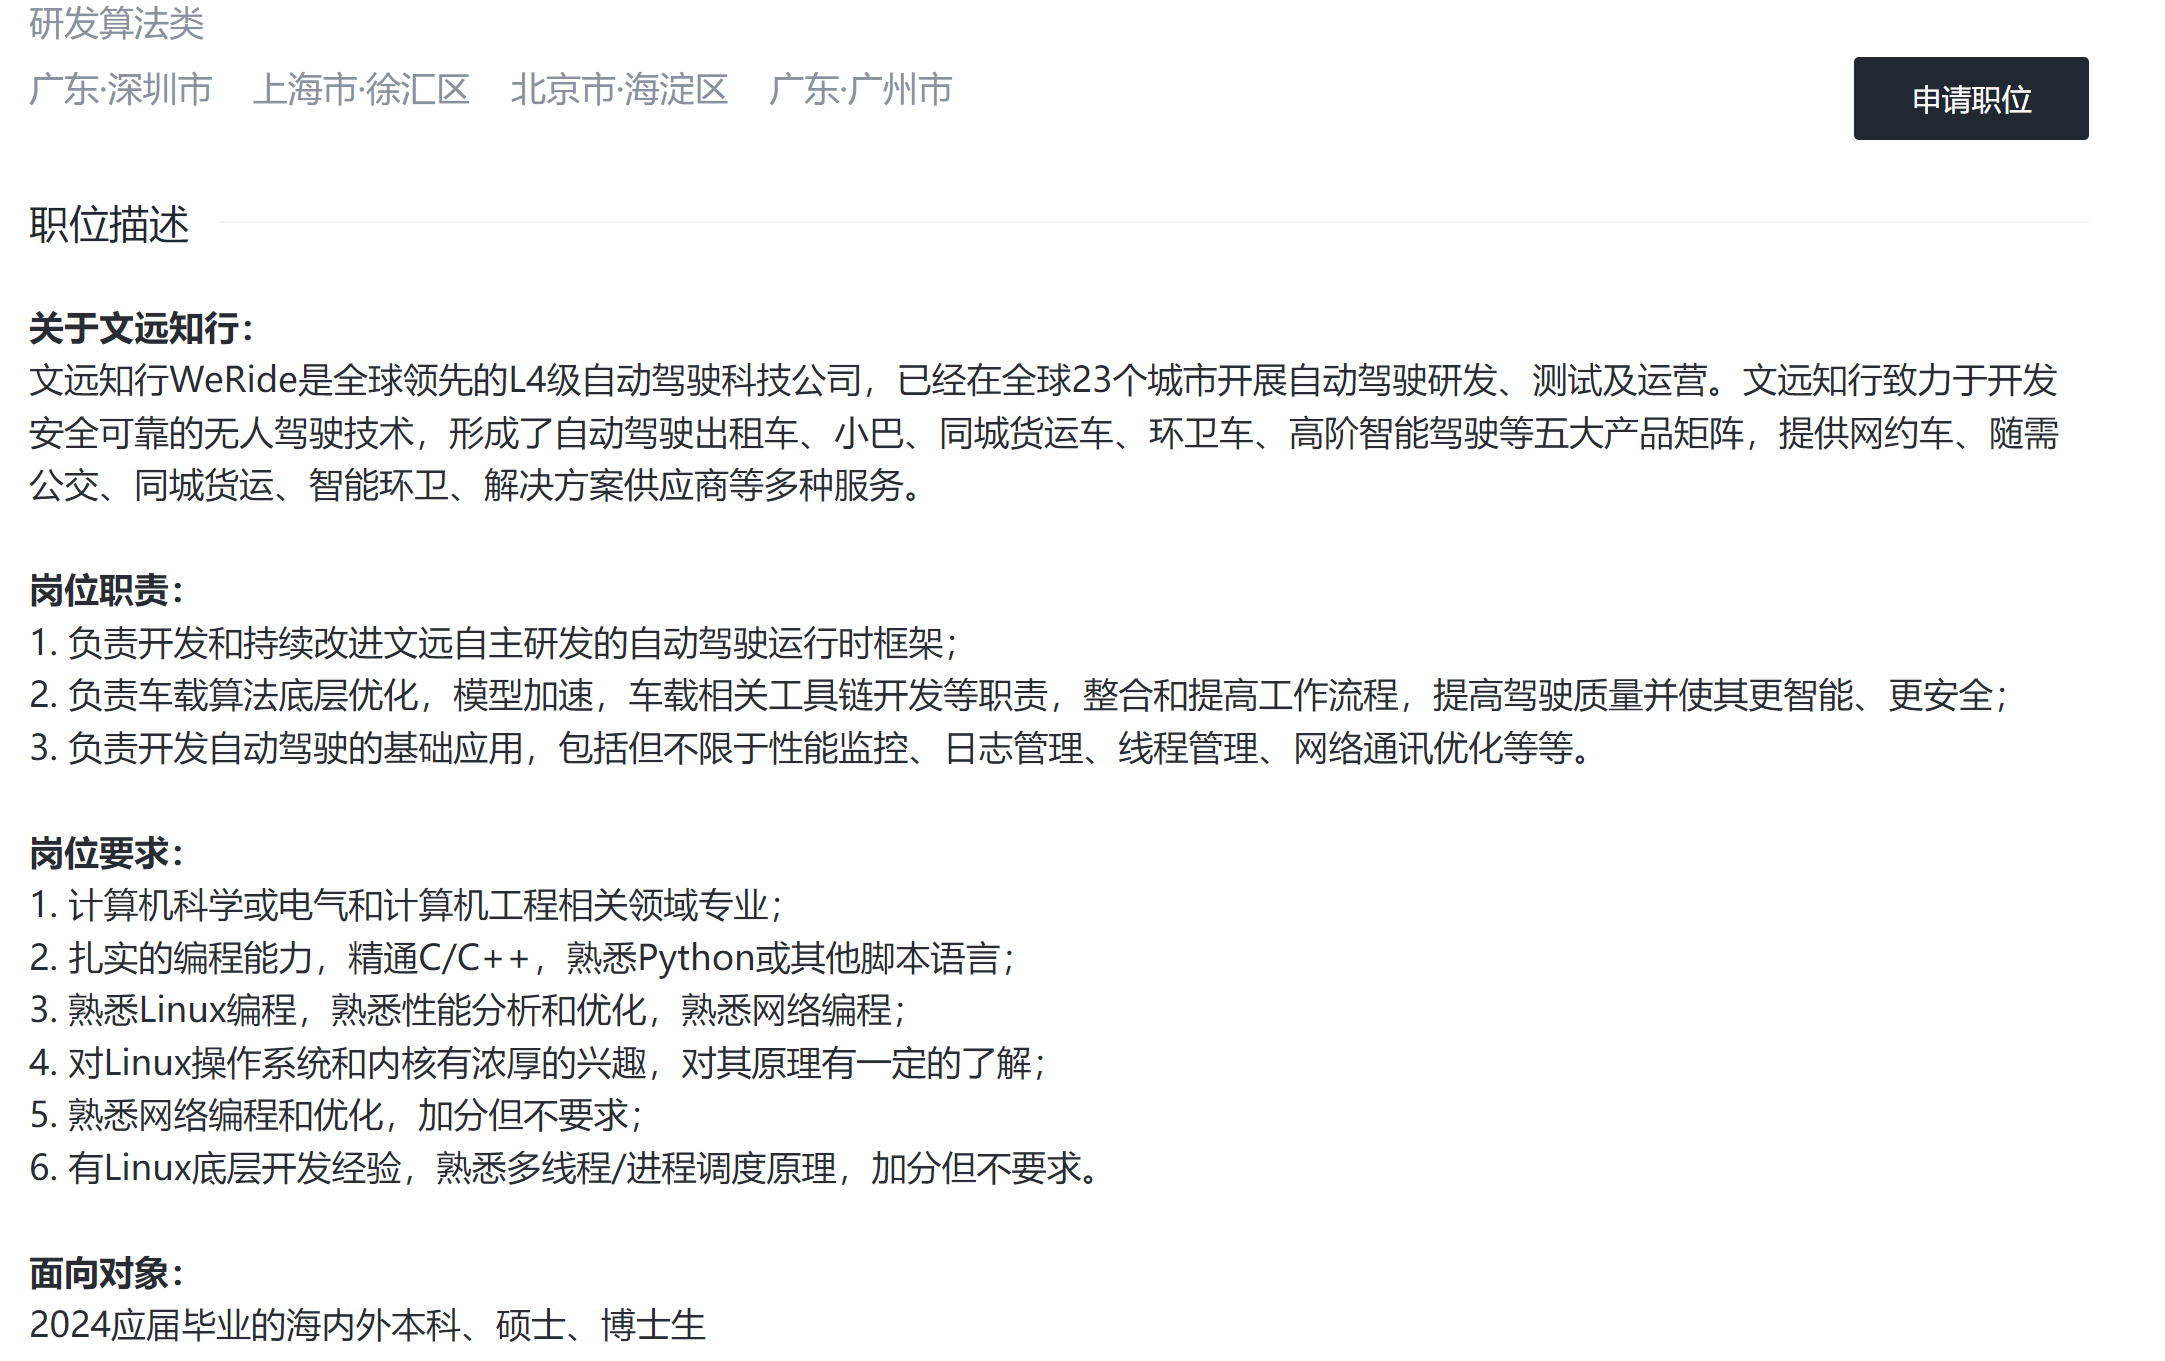 研发算法类
广东·深圳市 上海市·徐汇区 北京市·海淀区 广东·广州市
申请职位
职位描述
关于文远知行：
文远知行WeRide是全球领先的L4级自动驾驶科技公司，已经在全球23个城市开展自动驾驶研发、测试及运营。文远知行致力于开发
安全可靠的无人驾驶技术，形成了自动驾驶出租车、小巴、同城货运车、环卫车、高阶智能驾驶等五大产品矩阵，提供网约车、随需
公交、同城货运、智能环卫、解决方案供应商等多种服务。
岗位职责：
1. 负责开发和持续改进文远自主研发的自动驾驶运行时框架；
2. 负责车载算法底层优化，模型加速，车载相关工具链开发等职责，整合和提高工作流程，提高驾驶质量并使其更智能、更安全；
3. 负责开发自动驾驶的基础应用，包括但不限于性能监控、日志管理、线程管理、网络通讯优化等等。
岗位要求：
1. 计算机科学或电气和计算机工程相关领域专业；
2. 扎实的编程能力，精通C/C++，熟悉Python或其他脚本语言；
3. 熟悉Linux编程，熟悉性能分析和优化，熟悉网络编程；
4. 对Linux操作系统和内核有浓厚的兴趣，对其原理有一定的了解；
5. 熟悉网络编程和优化，加分但不要求；
6. 有Linux底层开发经验，熟悉多线程/进程调度原理，加分但不要求。
面向对象：
2024应届毕业的海内外本科、硕士、博士生